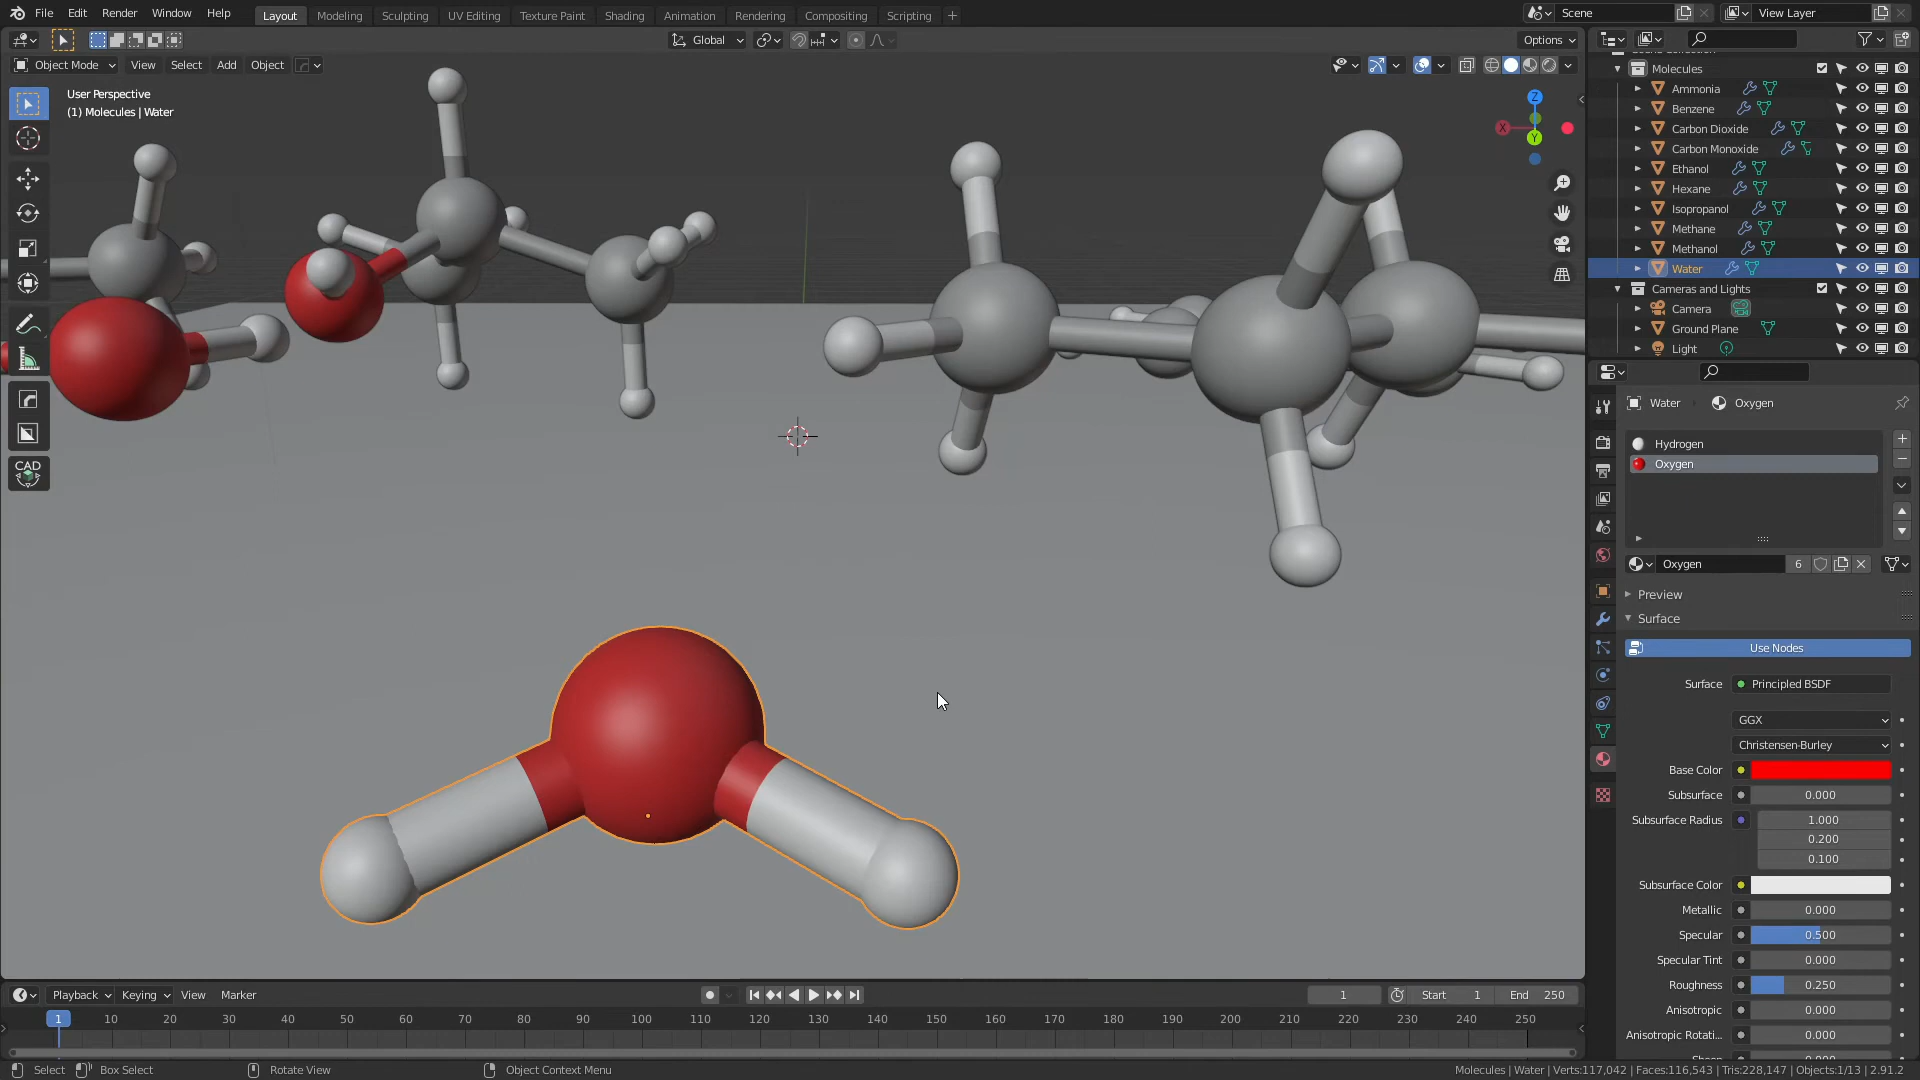 File Edit Render Window Help Layout Modeling Sculpting UV Editing Texture Paint Shading Animation Rendering Compositing Scripting + Scene View Layer
Global Options
Object Mode View Select Add Object
User Perspective
(1) Molecules | Water
Z
X
Y
CAD
Molecules
Ammonia
Benzene
Carbon Dioxide
Carbon Monoxide
Ethanol
Hexane
Isopropanol
Methane
Methanol
Water
Cameras and Lights
Camera
Ground Plane
Light
Water Oxygen
Hydrogen
Oxygen
Oxygen 6
Preview
Surface
Use Nodes
Surface Principled BSDF
GGX
Christensen-Burley
Base Color
Subsurface 0.000
Subsurface Radius 1.000
0.200
0.100
Subsurface Color
Metallic 0.000
Specular 0.500
Specular Tint 0.000
Roughness 0.250
Anisotropic 0.000
Anisotropic Rotati... 0.000
Playback Keying View Marker 1 Start 1 End 250
1 10 20 30 40 50 60 70 80 90 100 110 120 130 140 150 160 170 180 190 200 210 220 230 240 250
Select Box Select Rotate View Object Context Menu Molecules | Water | Verts:117,042 | Faces:116,543 | Tris:228,147 | Objects:1/13 | 2.91.2